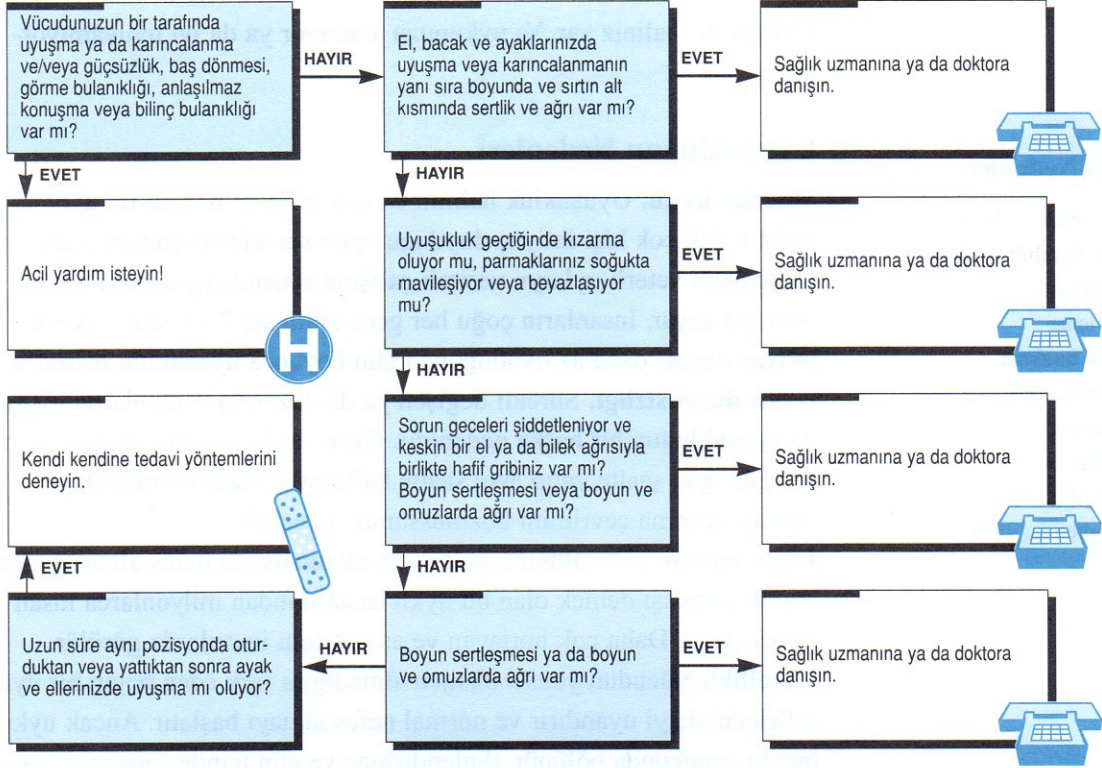 Vücudunuzun bir tarafında
uyuşma ya da karıncalanma
ve/veya güçsüzlük, baş dönmesi,
görme bulanıklığı, anlaşılmaz
konuşma veya bilinç bulanıklığı
var mı?
HAYIR
El, bacak ve ayaklarınızda
uyuşma veya karıncalanmanın
yanı sıra boyunda ve sırtın alt
kısmında sertlik ve ağrı var mı?
EVET
Sağlık uzmanına ya da doktora
danışın.
EVET
HAYIR
Acil yardım isteyin!
H
Uyuşukluk geçtiğinde kızarma
oluyor mu, parmaklarınız soğukta
mavileşiyor veya beyazlaşıyor
mu?
EVET
Sağlık uzmanına ya da doktora
danışın.
HAYIR
Kendi kendine tedavi yöntemlerini
deneyin.
Sorun geceleri şiddetleniyor ve
keskin bir el ya da bilek ağrısıyla
birlikte hafif gribiniz var mı?
Boyun sertleşmesi veya boyun ve
omuzlarda ağrı var mı?
EVET
Sağlık uzmanına ya da doktora
danışın.
EVET
HAYIR
Uzun süre aynı pozisyonda otur-
duktan veya yattıktan sonra ayak
ve ellerinizde uyuşma mı oluyor?
HAYIR
Boyun sertleşmesi ya da boyun
ve omuzlarda ağrı var mı?
EVET
Sağlık uzmanına ya da doktora
danışın.